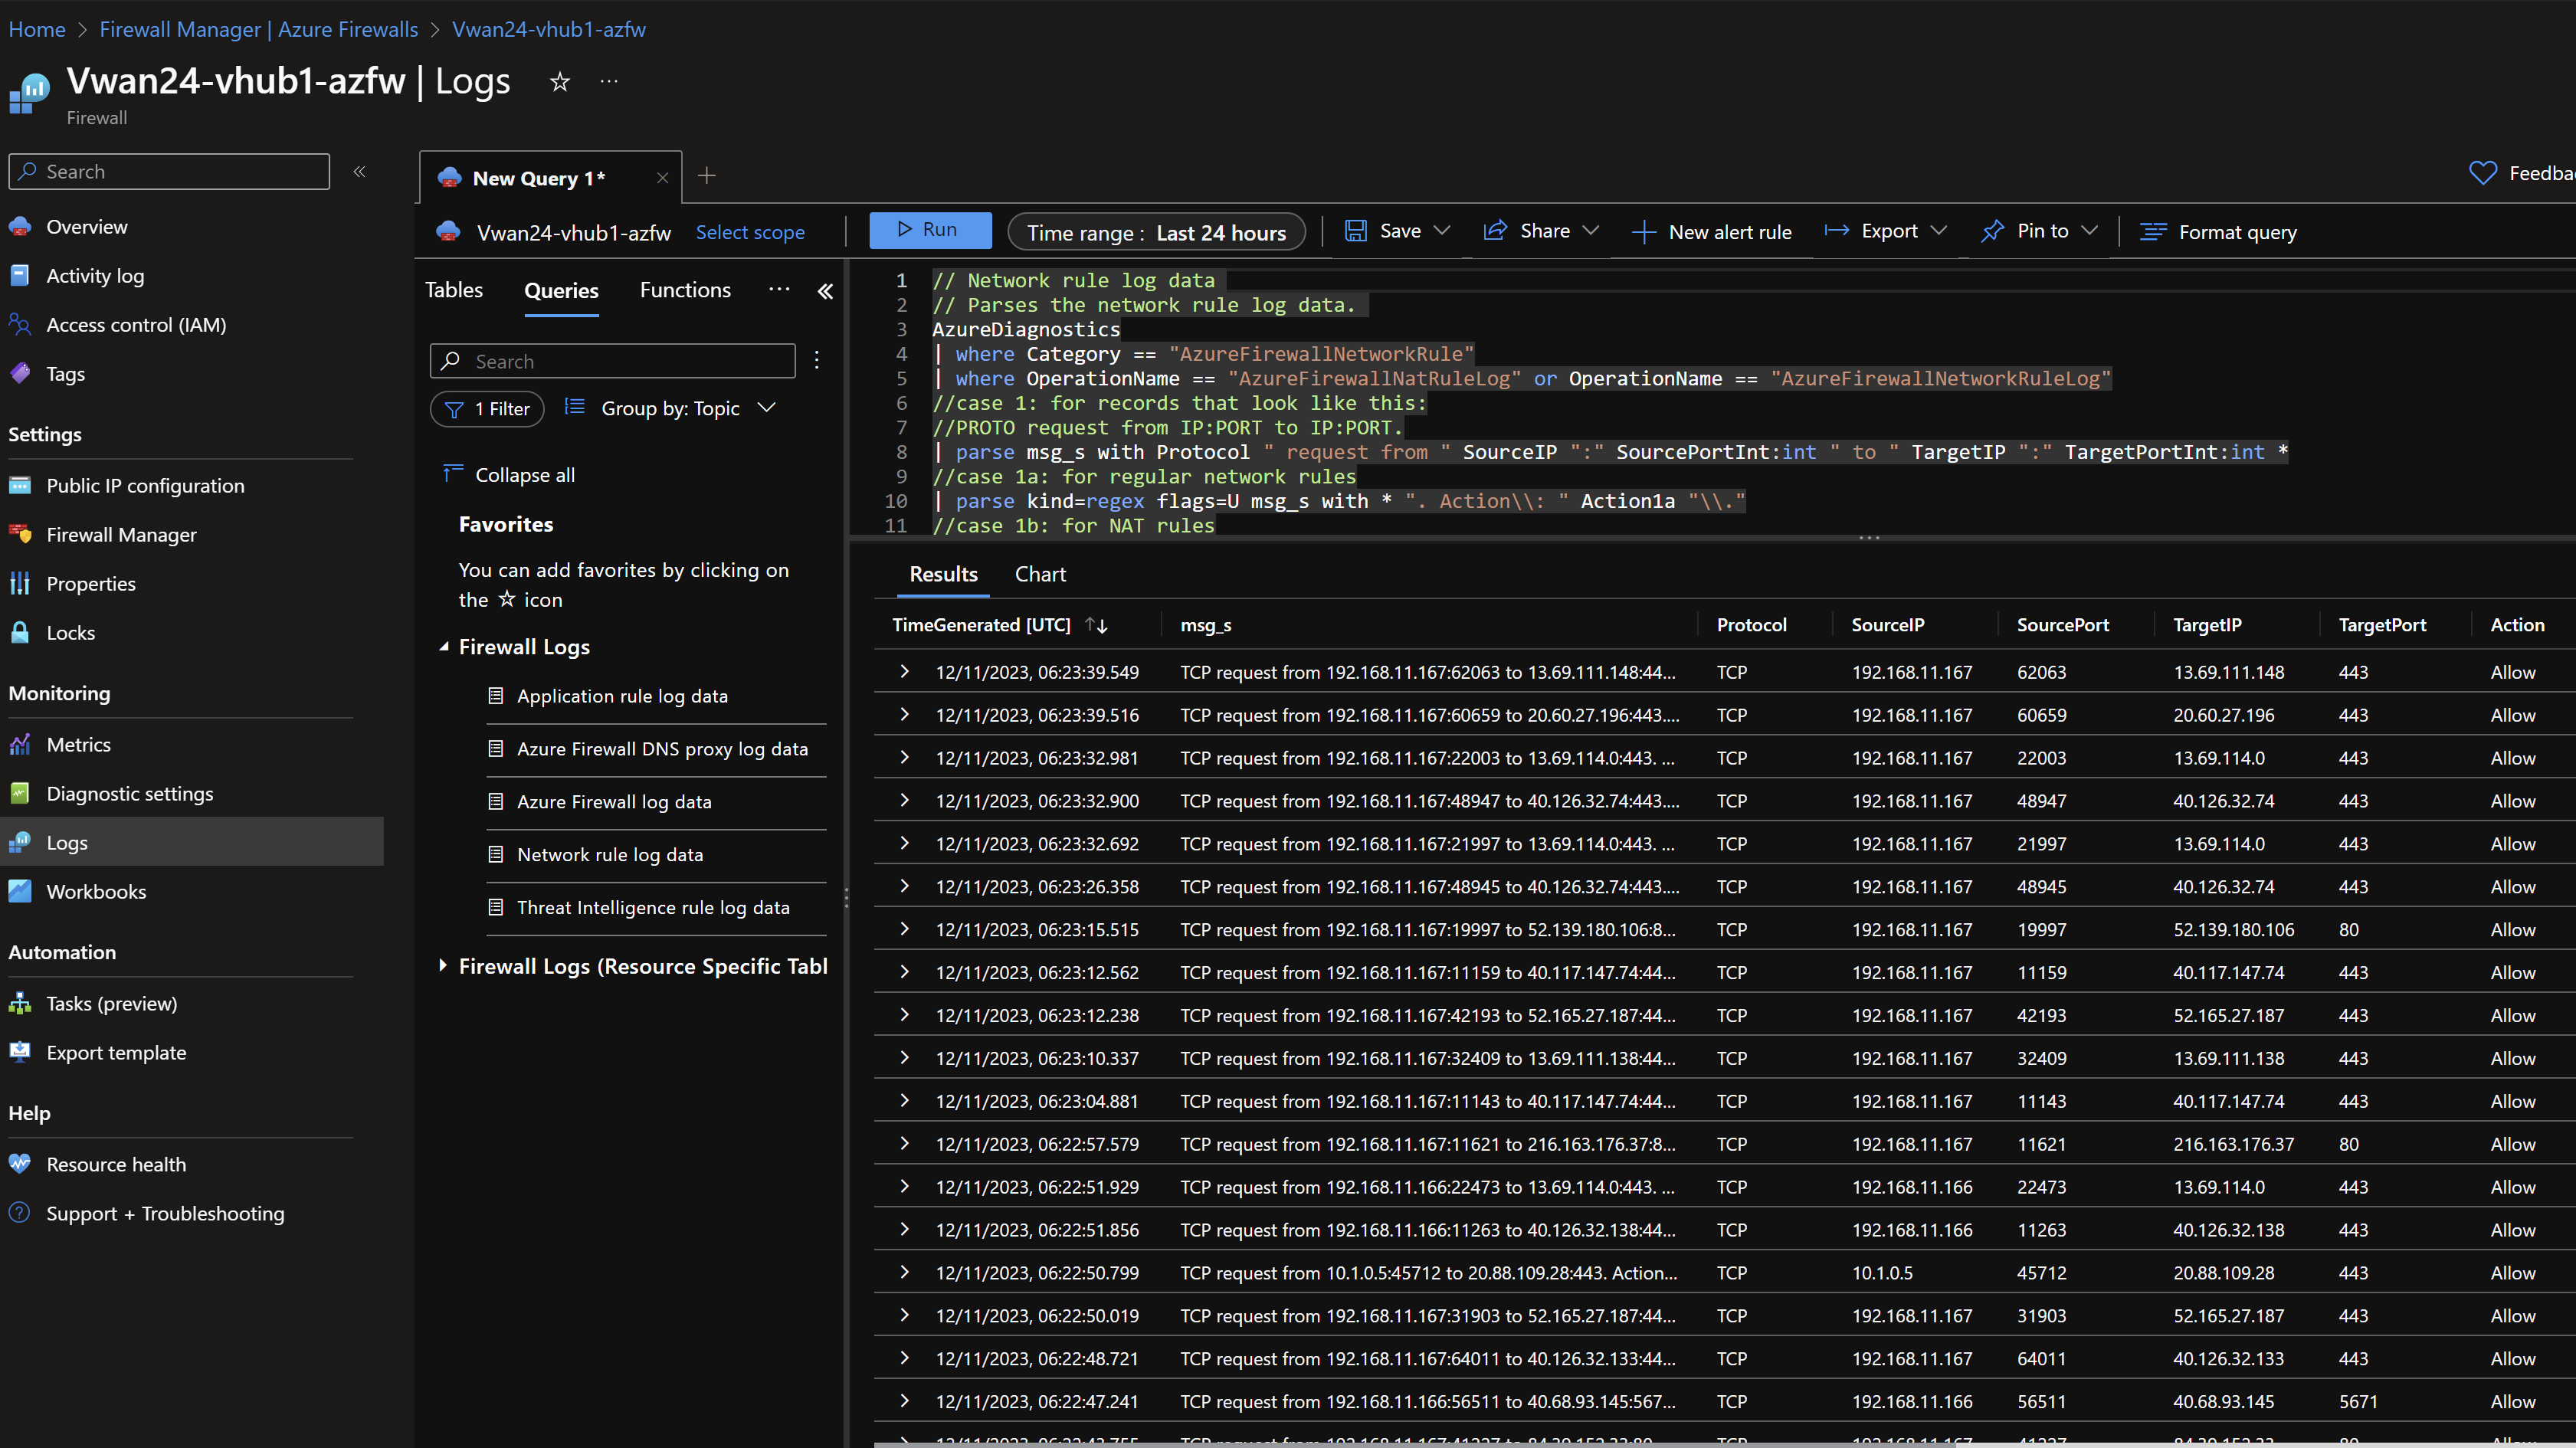 Home > Firewall Manager | Azure Firewalls > Vwan24-vhub1-azfw
Vwan24-vhub1-azfw | Logs
Firewall
Search
Overview
Activity log
Access control (IAM)
Tags
Settings
Public IP configuration
Firewall Manager
Properties
Locks
Monitoring
Metrics
Diagnostic settings
Logs
Workbooks
Automation
Tasks (preview)
Export template
Help
Resource health
Support + Troubleshooting
New Query 1*
Feedba
Vwan24-vhub1-azfw Select scope Run Time range : Last 24 hours Save Share New alert rule Export Pin to Format query
Tables Queries Functions
Search
1 Filter Group by: Topic
Collapse all
Favorites
You can add favorites by clicking on
the ☆ icon
Firewall Logs
Application rule log data
Azure Firewall DNS proxy log data
Azure Firewall log data
Network rule log data
Threat Intelligence rule log data
Firewall Logs (Resource Specific Tabl
1 // Network rule log data
2 // Parses the network rule log data.
3 AzureDiagnostics
4 | where Category == "AzureFirewallNetworkRule"
5 | where OperationName == "AzureFirewallNatRuleLog" or OperationName == "AzureFirewallNetworkRuleLog"
6 //case 1: for records that look like this:
7 //PROTO request from IP:PORT to IP:PORT.
8 | parse msg_s with Protocol " request from " SourceIP ":" SourcePortInt:int " to " TargetIP ":" TargetPortInt:int *
9 //case 1a: for regular network rules
10 | parse kind=regex flags=U msg_s with * ". Action\\: " Action1a "\\."
11 //case 1b: for NAT rules
Results Chart
TimeGenerated [UTC] msg_s Protocol SourceIP SourcePort TargetIP TargetPort Action
12/11/2023, 06:23:39.549 TCP request from 192.168.11.167:62063 to 13.69.111.148:44... TCP 192.168.11.167 62063 13.69.111.148 443 Allow
12/11/2023, 06:23:39.516 TCP request from 192.168.11.167:60659 to 20.60.27.196:443.... TCP 192.168.11.167 60659 20.60.27.196 443 Allow
12/11/2023, 06:23:32.981 TCP request from 192.168.11.167:22003 to 13.69.114.0:443. ... TCP 192.168.11.167 22003 13.69.114.0 443 Allow
12/11/2023, 06:23:32.900 TCP request from 192.168.11.167:48947 to 40.126.32.74:443.... TCP 192.168.11.167 48947 40.126.32.74 443 Allow
12/11/2023, 06:23:32.692 TCP request from 192.168.11.167:21997 to 13.69.114.0:443. ... TCP 192.168.11.167 21997 13.69.114.0 443 Allow
12/11/2023, 06:23:26.358 TCP request from 192.168.11.167:48945 to 40.126.32.74:443.... TCP 192.168.11.167 48945 40.126.32.74 443 Allow
12/11/2023, 06:23:15.515 TCP request from 192.168.11.167:19997 to 52.139.180.106:8... TCP 192.168.11.167 19997 52.139.180.106 80 Allow
12/11/2023, 06:23:12.562 TCP request from 192.168.11.167:11159 to 40.117.147.74:44... TCP 192.168.11.167 11159 40.117.147.74 443 Allow
12/11/2023, 06:23:12.238 TCP request from 192.168.11.167:42193 to 52.165.27.187:44... TCP 192.168.11.167 42193 52.165.27.187 443 Allow
12/11/2023, 06:23:10.337 TCP request from 192.168.11.167:32409 to 13.69.111.138:44... TCP 192.168.11.167 32409 13.69.111.138 443 Allow
12/11/2023, 06:23:04.881 TCP request from 192.168.11.167:11143 to 40.117.147.74:44... TCP 192.168.11.167 11143 40.117.147.74 443 Allow
12/11/2023, 06:22:57.579 TCP request from 192.168.11.167:11621 to 216.163.176.37:8... TCP 192.168.11.167 11621 216.163.176.37 80 Allow
12/11/2023, 06:22:51.929 TCP request from 192.168.11.166:22473 to 13.69.114.0:443. ... TCP 192.168.11.166 22473 13.69.114.0 443 Allow
12/11/2023, 06:22:51.856 TCP request from 192.168.11.166:11263 to 40.126.32.138:44... TCP 192.168.11.166 11263 40.126.32.138 443 Allow
12/11/2023, 06:22:50.799 TCP request from 10.1.0.5:45712 to 20.88.109.28:443. Action... TCP 10.1.0.5 45712 20.88.109.28 443 Allow
12/11/2023, 06:22:50.019 TCP request from 192.168.11.167:31903 to 52.165.27.187:44... TCP 192.168.11.167 31903 52.165.27.187 443 Allow
12/11/2023, 06:22:48.721 TCP request from 192.168.11.167:64011 to 40.126.32.133:44... TCP 192.168.11.167 64011 40.126.32.133 443 Allow
12/11/2023, 06:22:47.241 TCP request from 192.168.11.166:56511 to 40.68.93.145:567... TCP 192.168.11.166 56511 40.68.93.145 5671 Allow